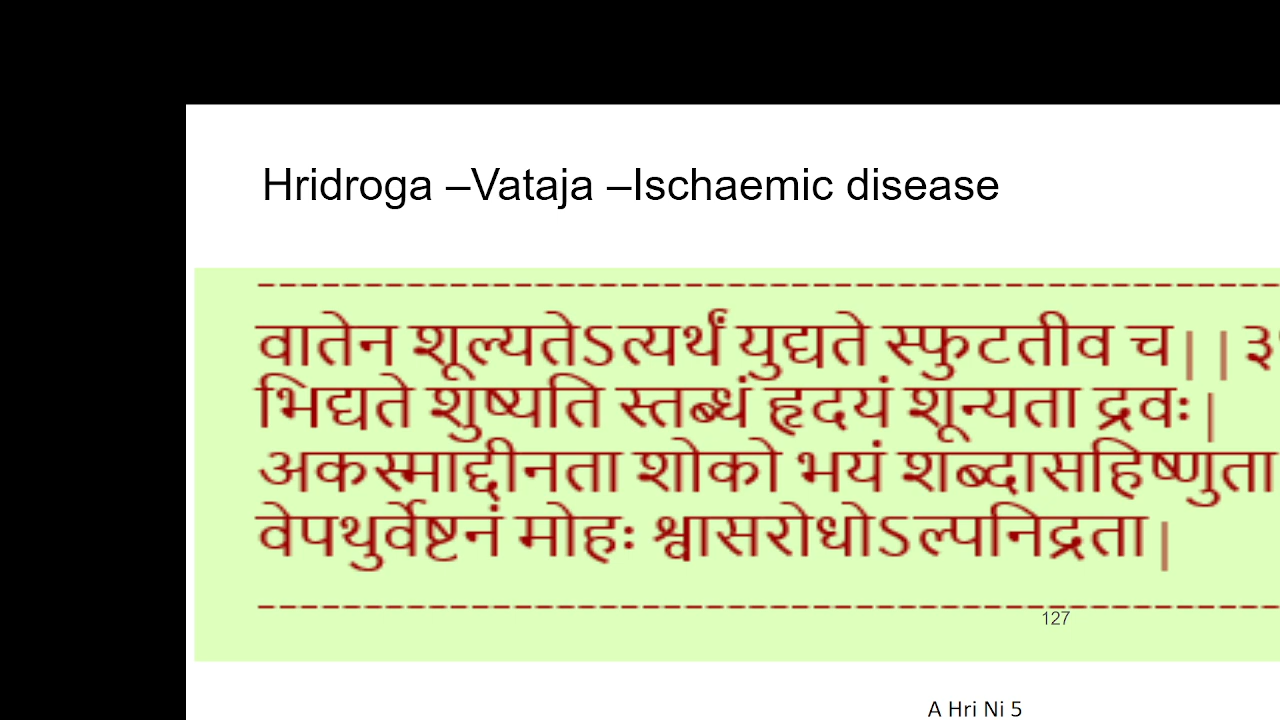 Hridroga –Vataja –Ischaemic disease
वातेन शूल्यतेऽत्यर्थं युद्यते स्फुटतीव च||
भिद्यते शुष्यति स्तब्धं हृदयं शून्यता द्रवः|
अकस्माद्दीनता शोको भयं शब्दासहिष्णुता
वेपथुर्वेष्टनं मोहः श्वासरोधोऽल्पनिद्रता|
127
A Hri Ni 5